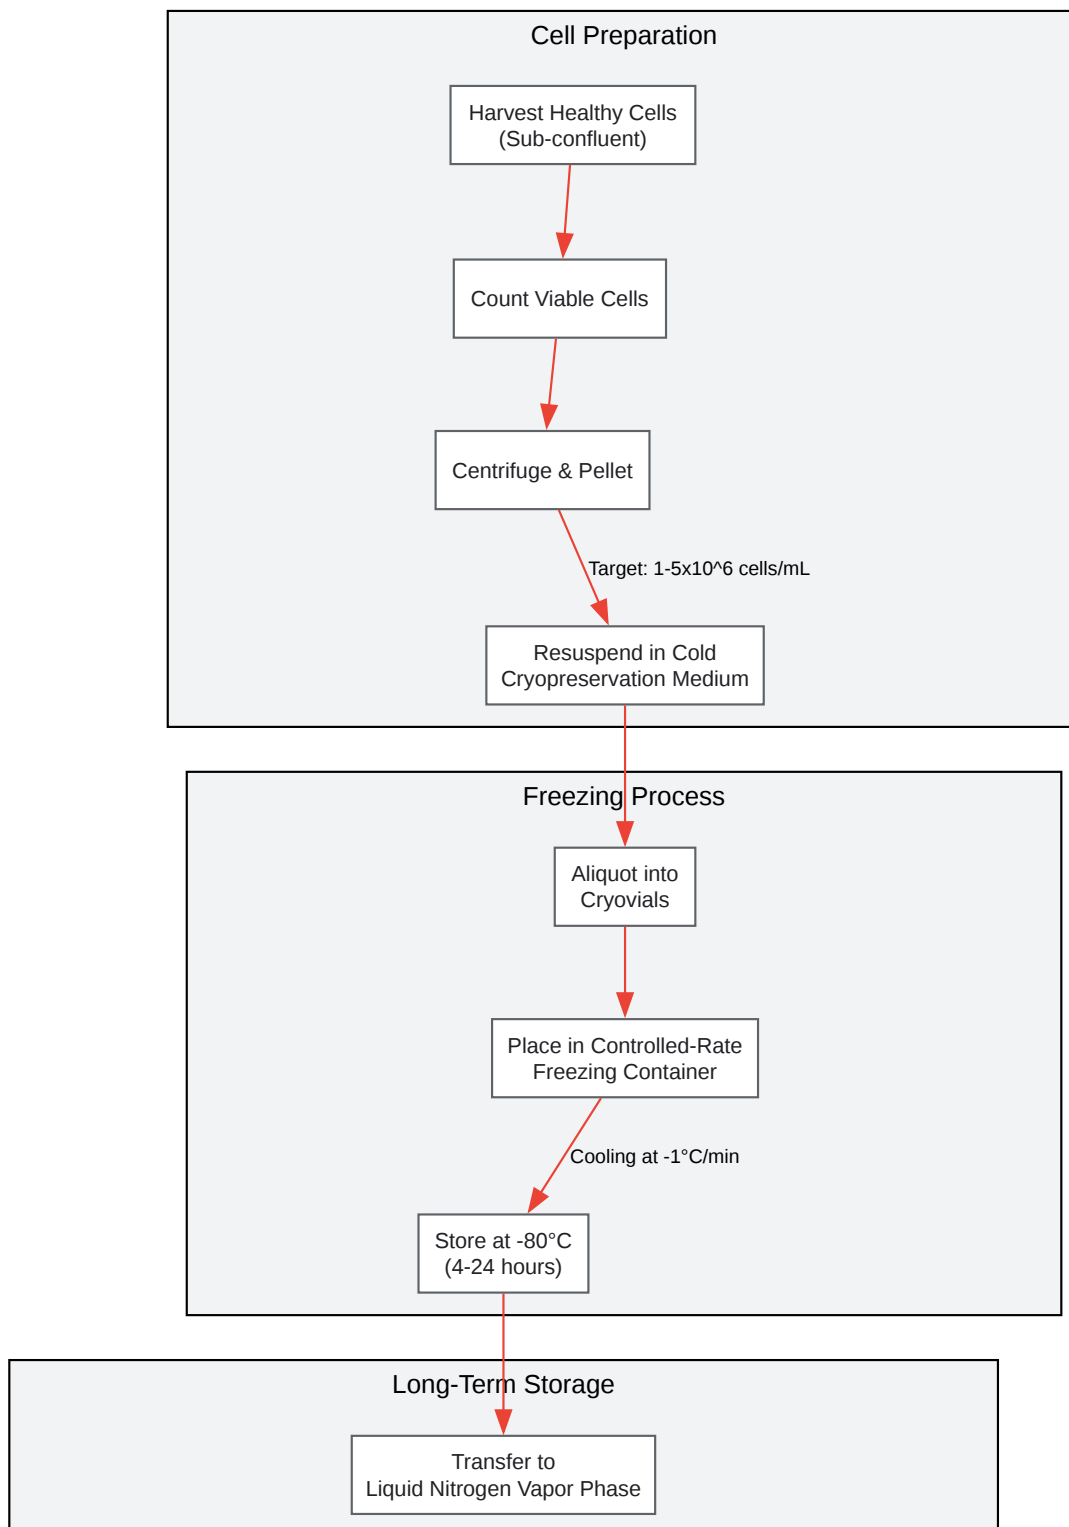 Cell Preparation
Harvest Healthy Cells
(Sub-confluent)
Count Viable Cells
Centrifuge & Pellet
Target: 1-5x10^6 cells/mL
Resuspend in Cold
Cryopreservation Medium
Freezing Process
Aliquot into
Cryovials
Place in Controlled-Rate
Freezing Container
Cooling at -1°C/min
Store at -80°C
(4-24 hours)
Long-Term Storage
Transfer to
Liquid Nitrogen Vapor Phase